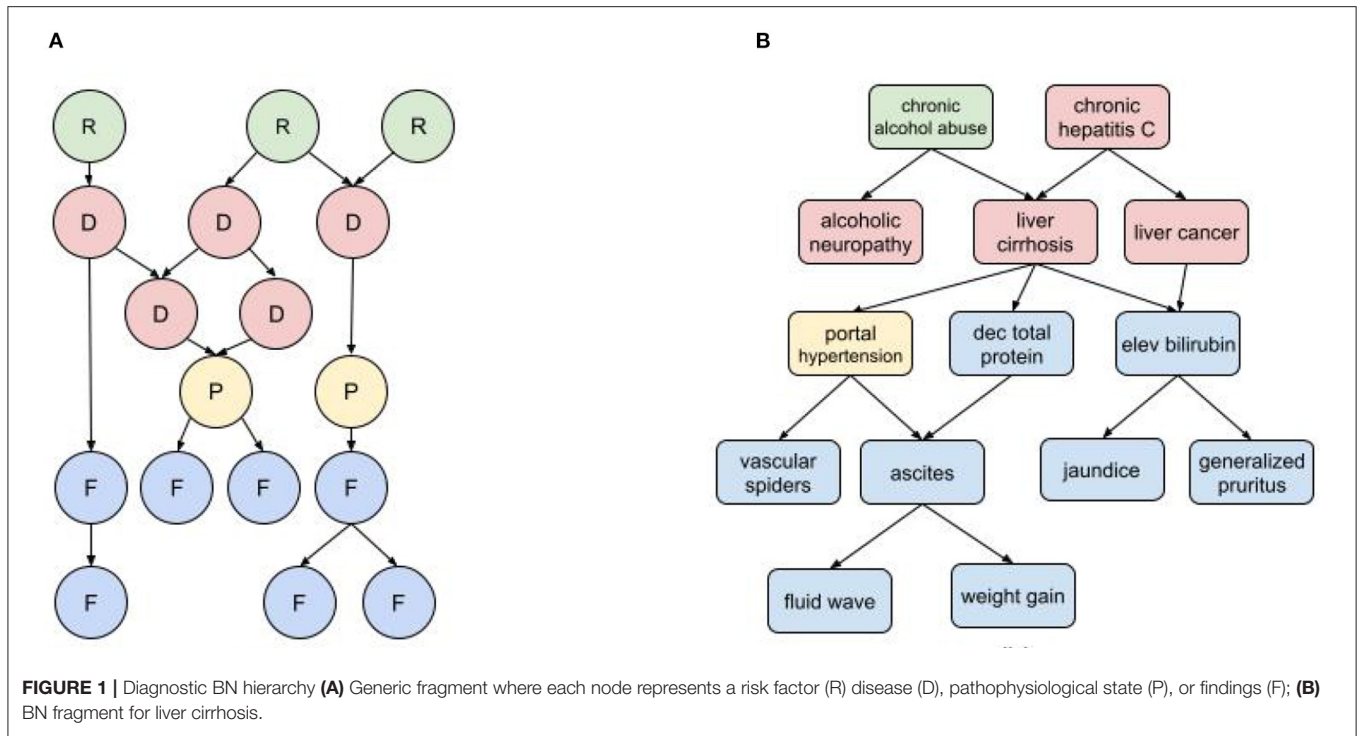 A
B
R
R
R
D
D
D
D
D
P
P
F
F
F
F
F
F
F
chronic
alcohol abuse
chronic
hepatitis C
alcoholic
neuropathy
liver
cirrhosis
liver cancer
portal
hypertension
dec total
protein
elev bilirubin
vascular
spiders
ascites
jaundice
generalized
pruritus
fluid wave
weight gain
FIGURE 1 | Diagnostic BN hierarchy (A) Generic fragment where each node represents a risk factor (R) disease (D), pathophysiological state (P), or findings (F); (B)
BN fragment for liver cirrhosis.